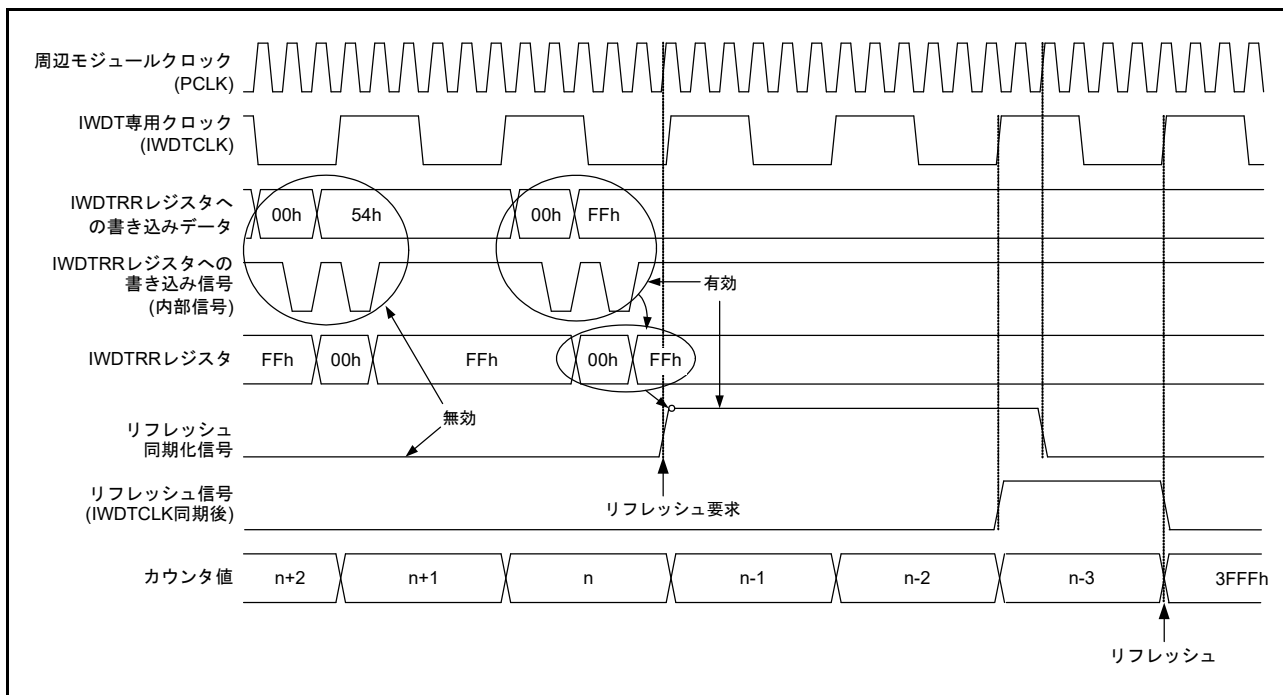 周辺モジュールクロック
(PCLK)
IWDT専用クロック
(IWDTCLK)
IWDTRRレジスタへ
の書き込みデータ
00h
54h
00h
FFh
IWDTRRレジスタへの
書き込み信号
(内部信号)
有効
IWDTRRレジスタ
FFh
00h
FFh
00h
FFh
無効
リフレッシュ
同期化信号
リフレッシュ要求
リフレッシュ信号
(IWDTCLK同期後)
カウンタ値
n+2
n+1
n
n-1
n-2
n-3
3FFFh
リフレッシュ